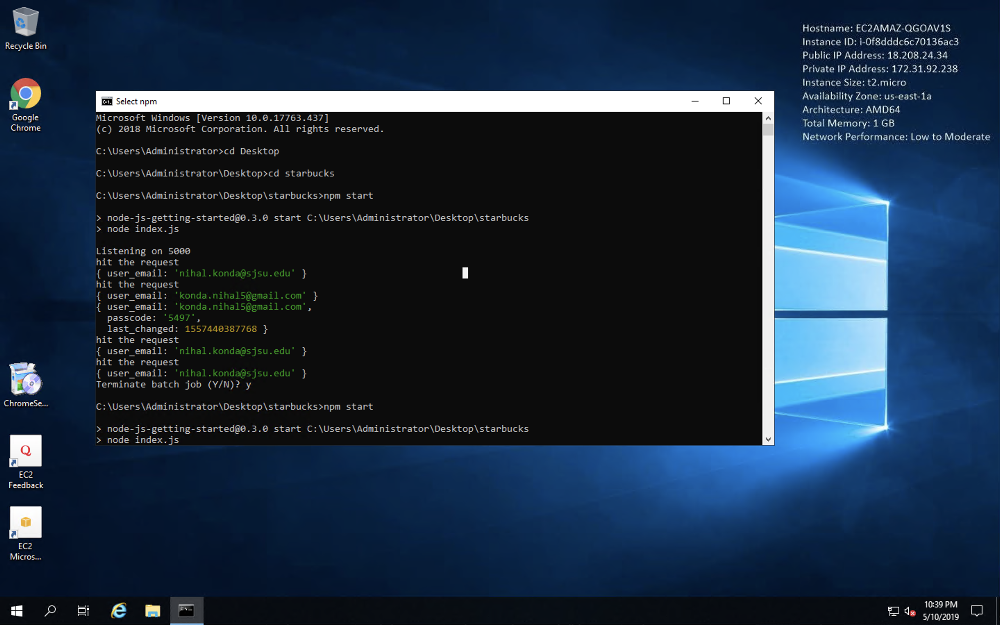 Recycle Bin
Google
Chrome
ChromeSe...
EC2
Feedback
EC2
Micros...
Hostname: EC2AMAZ-QGOAV1S
Instance ID: i-0f8dddc6c70136ac3
Public IP Address: 18.208.24.34
Private IP Address: 172.31.92.238
Instance Size: t2.micro
Availability Zone: us-east-1a
Architecture: AMD64
Total Memory: 1 GB
Network Performance: Low to Moderate
Select npm
Microsoft Windows [Version 10.0.17763.437]
(c) 2018 Microsoft Corporation. All rights reserved.
C:\Users\Administrator>cd Desktop
C:\Users\Administrator\Desktop>cd starbucks
C:\Users\Administrator\Desktop\starbucks>npm start
> node-js-getting-started@0.3.0 start C:\Users\Administrator\Desktop\starbucks
> node index.js
Listening on 5000
hit the request
{ user_email: 'nihal.konda@sjsu.edu' }
hit the request
{ user_email: 'konda.nihal5@gmail.com' }
{ user_email: 'konda.nihal5@gmail.com',
  passcode: '5497',
  last_changed: 1557440387768 }
hit the request
{ user_email: 'nihal.konda@sjsu.edu' }
hit the request
{ user_email: 'nihal.konda@sjsu.edu' }
Terminate batch job (Y/N)? y
C:\Users\Administrator\Desktop\starbucks>npm start
> node-js-getting-started@0.3.0 start C:\Users\Administrator\Desktop\starbucks
> node index.js
10:39 PM
5/10/2019